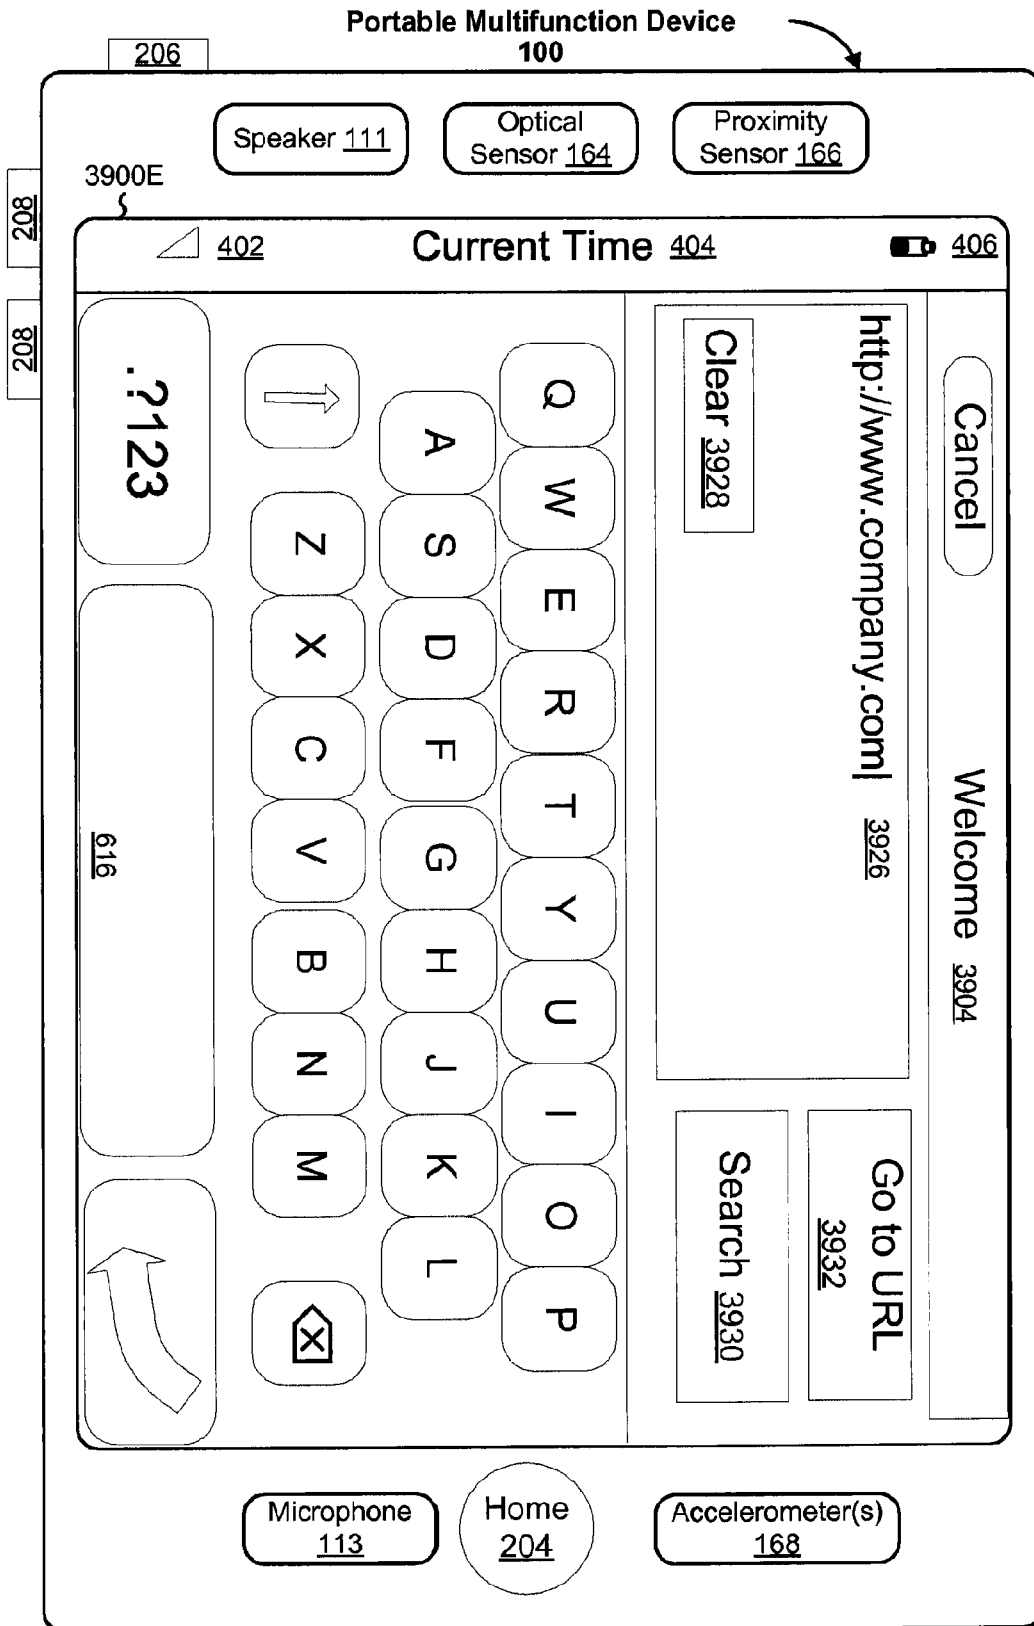 Portable Multifunction Device
100
206
Speaker 111
Optical
Sensor 164
Proximity
Sensor 166
3900E
208
208
402
Current Time 404
406
Cancel
Welcome 3904
http://www.company.com
3926
Clear 3928
Go to URL
3932
Search 3930
Q W E R T Y U I O P
A S D F G H J K L
Z X C V B N M
.?123
616
Microphone
113
Home
204
Accelerometer(s)
168